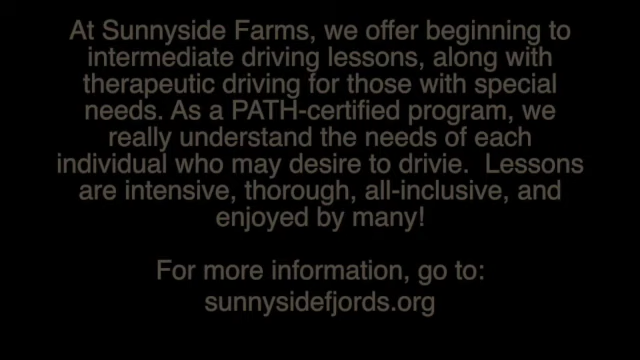 At Sunnyside Farms, we offer beginning to
intermediate driving lessons, along with
therapeutic driving for those with special
needs. As a PATH-certified program, we
really understand the needs of each
individual who may desire to drivie.  Lessons
are intensive, thorough, all-inclusive, and
enjoyed by many!
For more information, go to:
sunnysidefjords.org